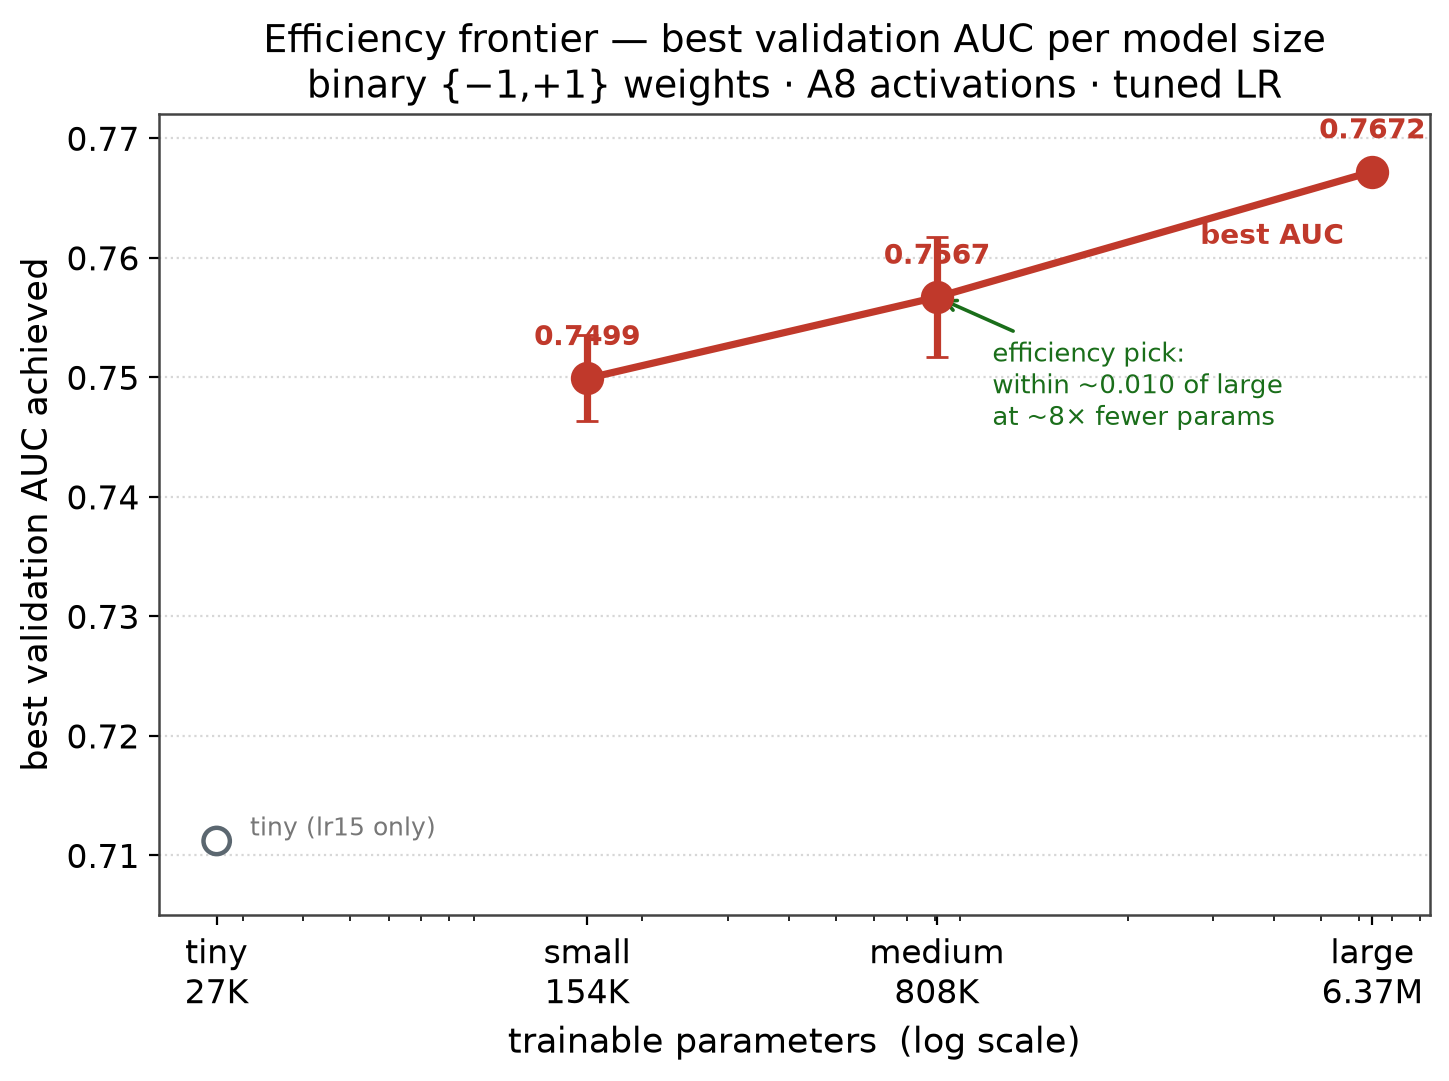 Efficiency frontier — best validation AUC per model size
binary {−1,+1} weights · A8 activations · tuned LR
best validation AUC achieved
0.77
0.76
0.75
0.74
0.73
0.72
0.71
0.7672
best AUC
0.7567
0.7499
efficiency pick:
within ~0.010 of large
at ~8× fewer params
tiny (lr15 only)
tiny
27K
small
154K
medium
808K
large
6.37M
trainable parameters  (log scale)